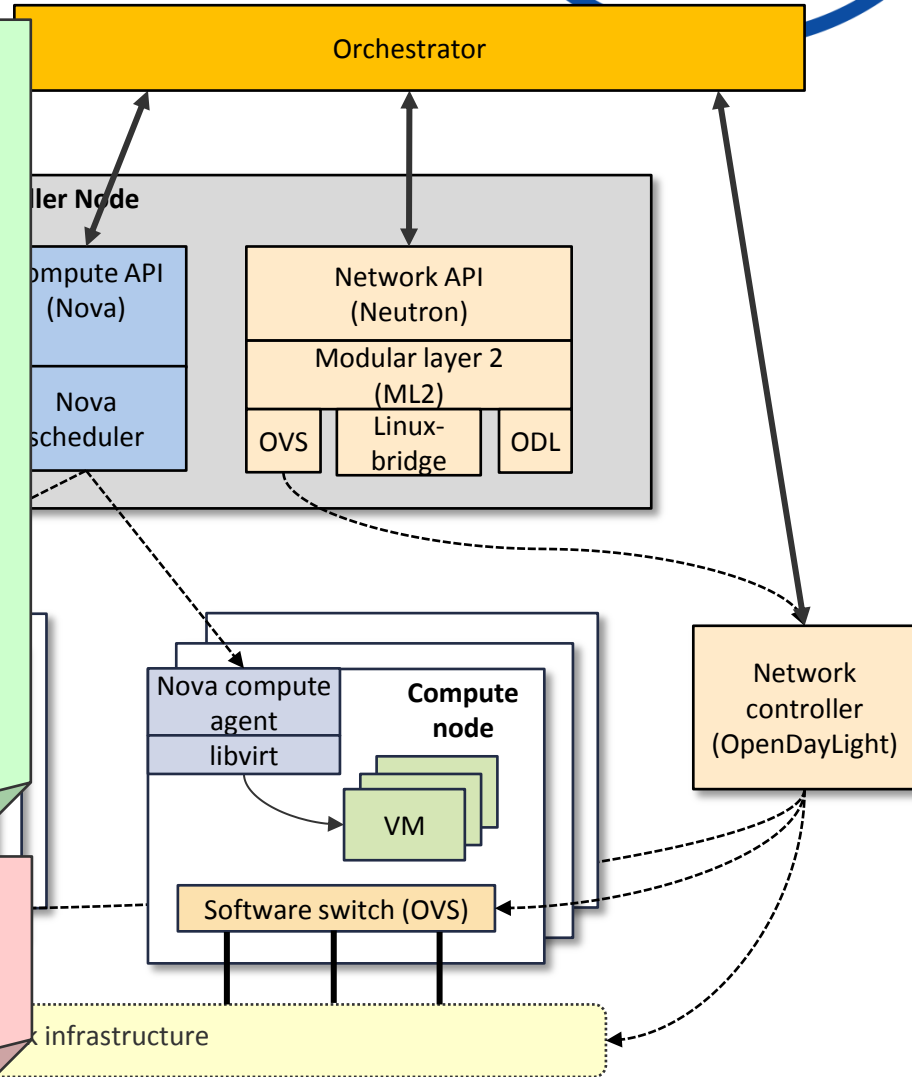 Orchestrator
ller Node
ompute API
(Nova)
Nova
scheduler
Network API
(Neutron)
Modular layer 2
(ML2)
OVS
Linux-
bridge
ODL
Nova compute
agent
libvirt
Compute
node
VM
Software switch (OVS)
Network
controller
(OpenDayLight)
infrastructure